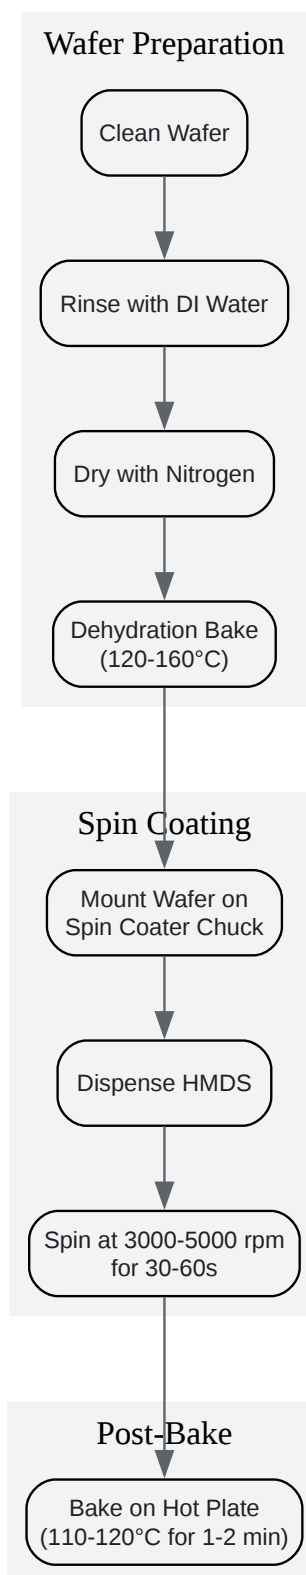 Wafer Preparation
Clean Wafer
Rinse with DI Water
Dry with Nitrogen
Dehydration Bake
(120-160°C)
Spin Coating
Mount Wafer on
Spin Coater Chuck
Dispense HMDS
Spin at 3000-5000 rpm
for 30-60s
Post-Bake
Bake on Hot Plate
(110-120°C for 1-2 min)